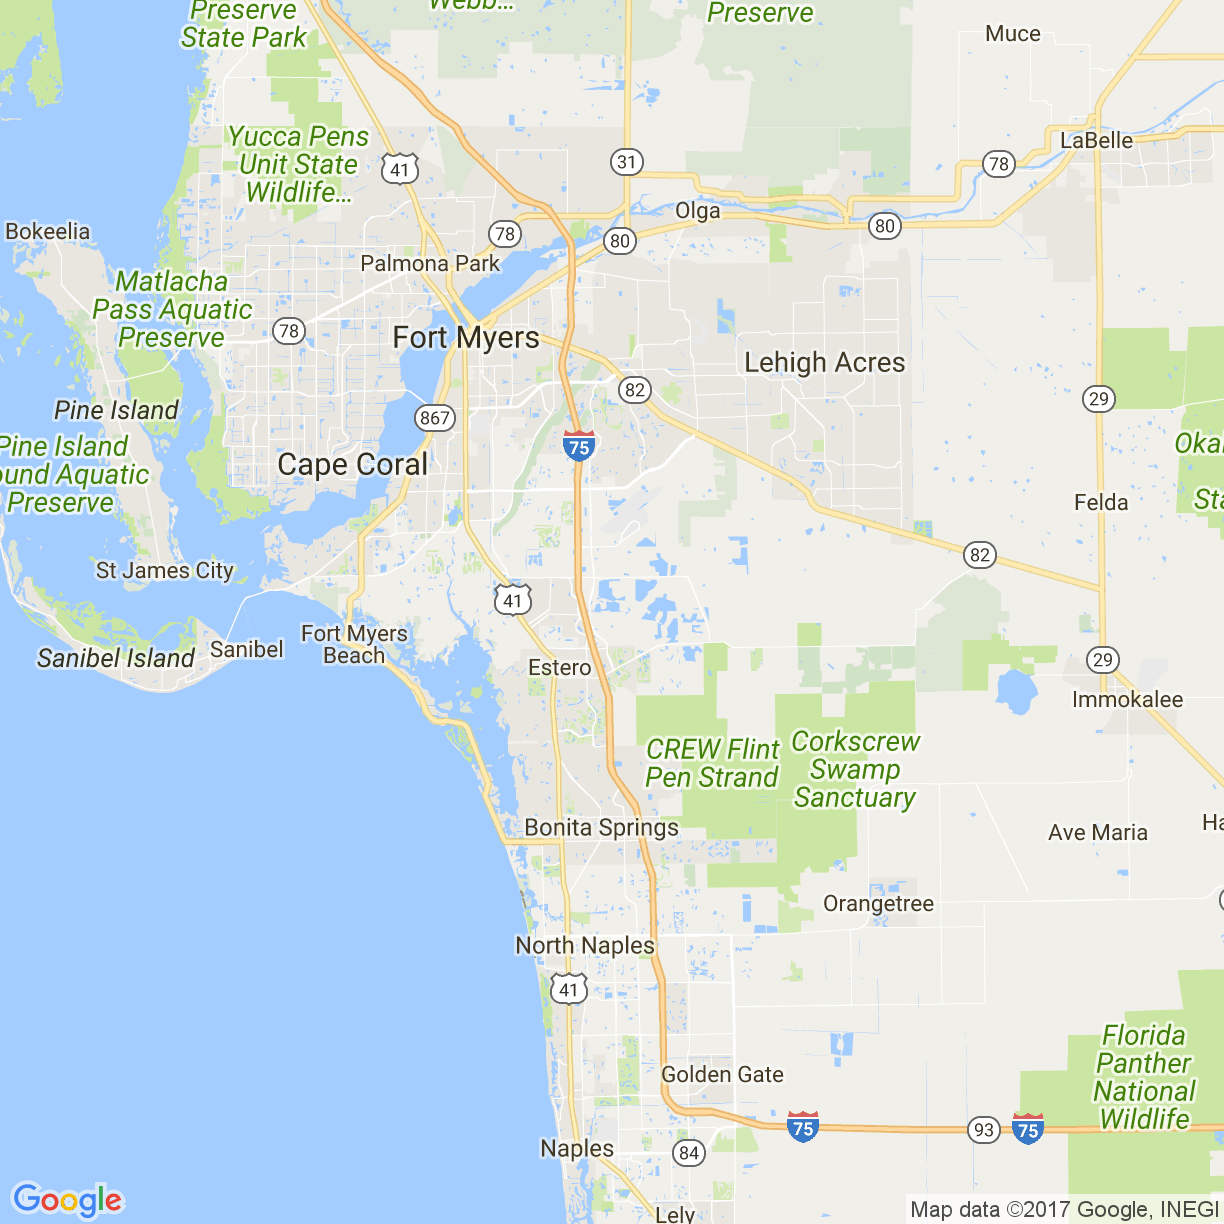 Preserve
State Park
Webb…
Preserve
Muce
LaBelle
Yucca Pens
Unit State
Wildlife…
41
31
78
Olga
80
Bokeelia
78
80
Palmona Park
Matlacha
Pass Aquatic
Preserve
78
Fort Myers
Lehigh Acres
82
29
Pine Island
867
75
Pine Island
ound Aquatic
Preserve
Cape Coral
Oka
Sta
Felda
82
St James City
41
Fort Myers
Beach
Sanibel
Sanibel Island
Estero
29
Immokalee
CREW Flint
Pen Strand
Corkscrew
Swamp
Sanctuary
Bonita Springs
Ave Maria
Ha
Orangetree
North Naples
41
Florida
Panther
National
Wildlife
Golden Gate
75
93
75
Naples
84
Lely
Google
Map data ©2017 Google, INEGI